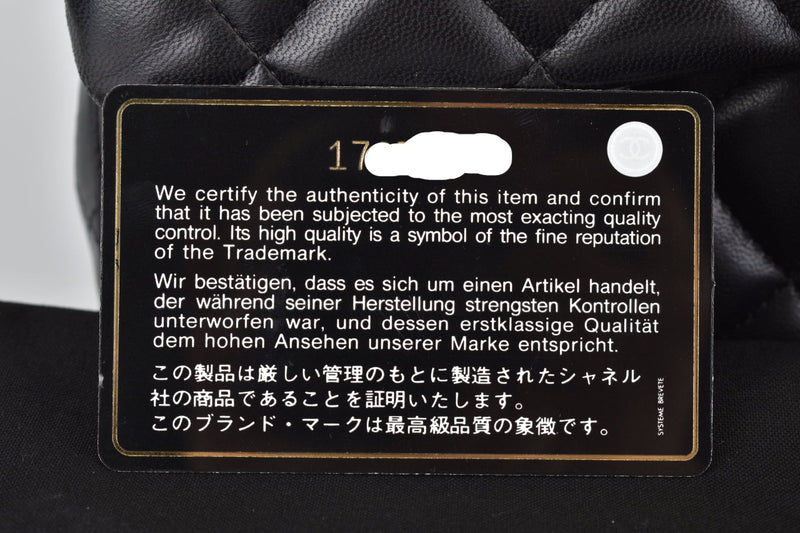 17
We certify the authenticity of this item and confirm
that it has been subjected to the most exacting quality
control. Its high quality is a symbol of the fine reputation
of the Trademark.
Wir bestätigen, dass es sich um einen Artikel handelt,
der während seiner Herstellung strengsten Kontrollen
unterworfen war, und dessen erstklassige Qualität
dem hohen Ansehen unserer Marke entspricht.
この製品は厳しい管理のもとに製造されたシャネル
社の商品であることを証明いたします。
このブランド・マークは最高級品質の象徴です。
SYSTEME BREVETE